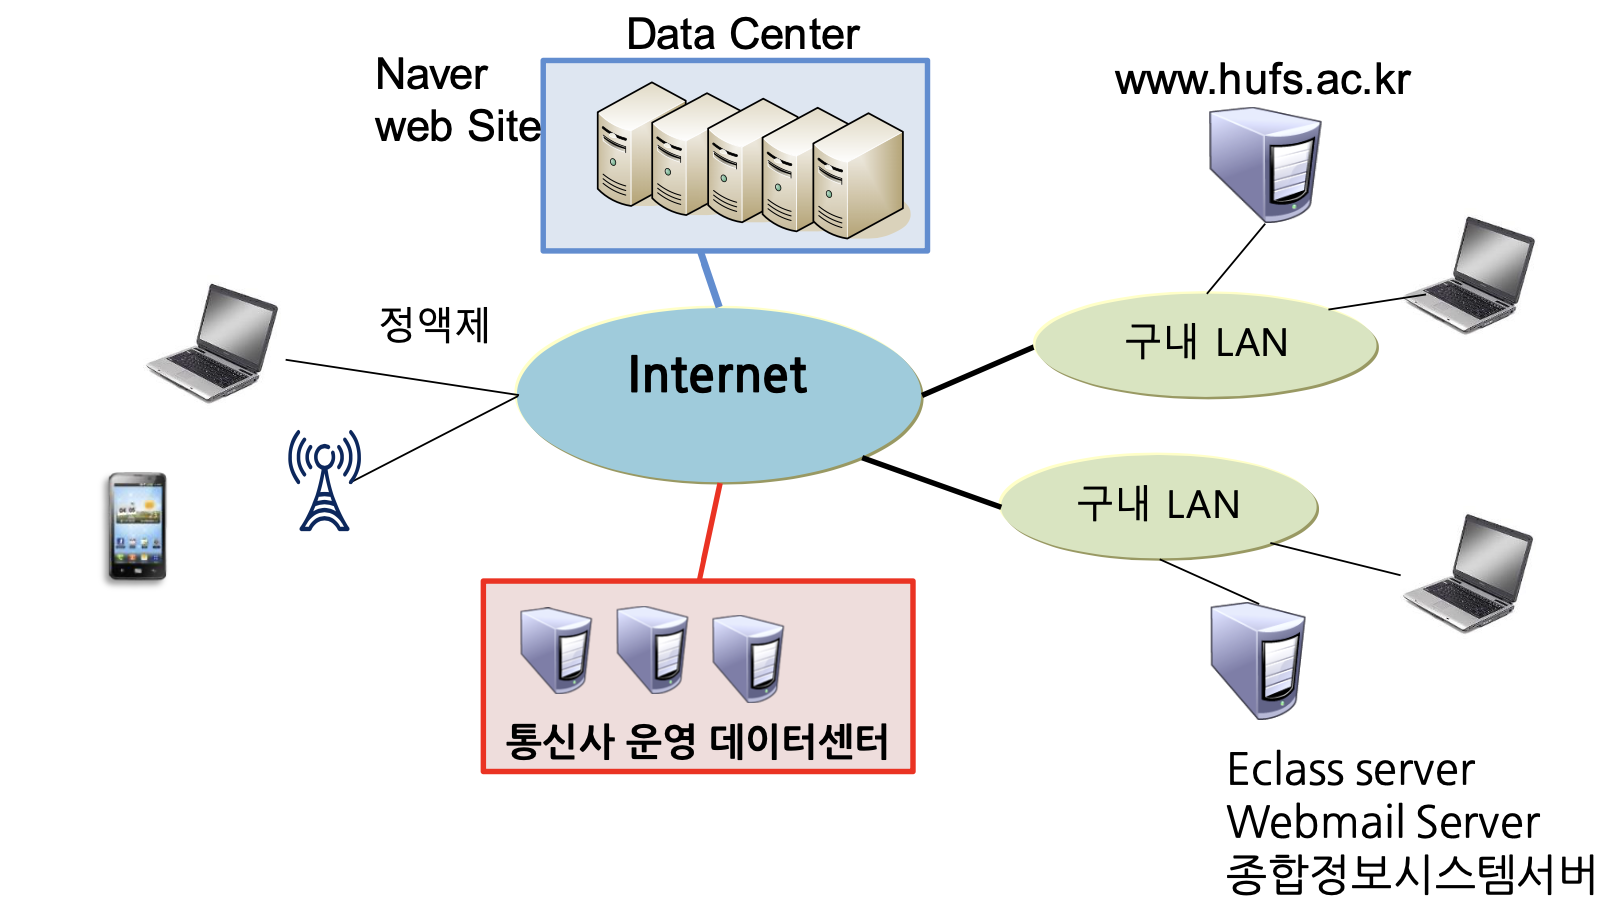 Data Center
Naver
web Site
www.hufs.ac.kr
정액제
Internet
구내 LAN
구내 LAN
통신사 운영 데이터센터
Eclass server
Webmail Server
종합정보시스템서버